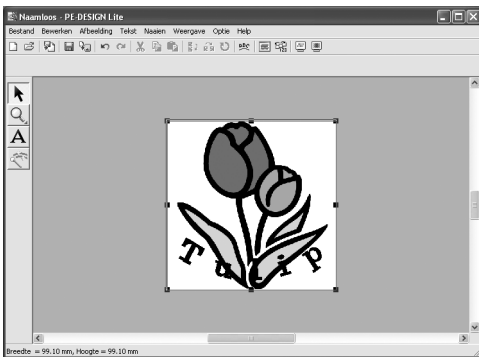 Naamloos - PE-DESIGN Lite
Bestand Bewerken Afbeelding Tekst Naaien Weergave Optie Help
A
Tulip
Breedte = 99.10 mm, Hoogte = 99.10 mm